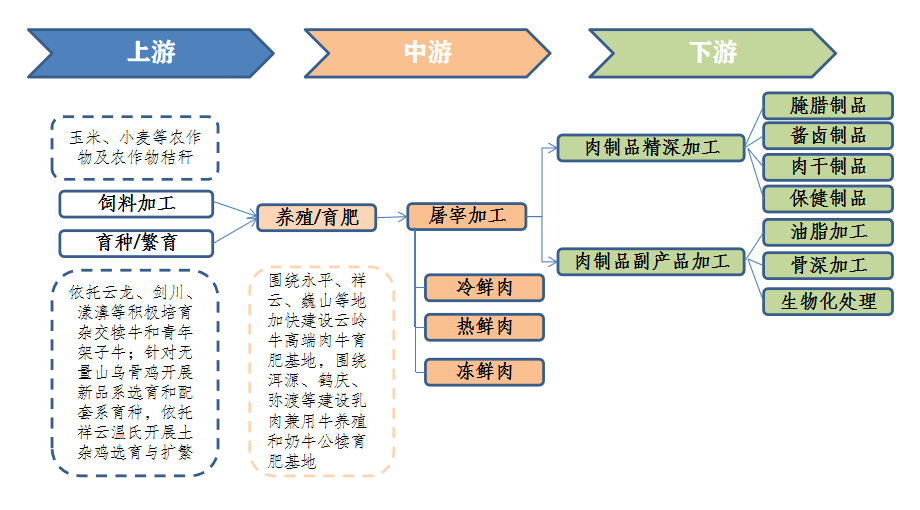 上游
中游
下游
玉米、小麦等农作
物及农作物秸秆
饲料加工
育种/繁育
依托云龙、剑川、
漾濞等积极培育
杂交犊牛和青年
架子牛；针对无
量山乌骨鸡开展
新品系选育和配
套系育种，依托
祥云温氏开展土
杂鸡选育与扩繁
养殖/育肥
围绕永平、祥
云、巍山等地
加快建设云岭
牛高端肉牛育
肥基地，围绕
洱源、鹤庆、
弥渡等建设乳
肉兼用牛养殖
和奶牛公犊育
肥基地
屠宰加工
冷鲜肉
热鲜肉
冻鲜肉
肉制品精深加工
腌腊制品
酱卤制品
肉干制品
保健制品
肉制品副产品加工
油脂加工
骨深加工
生物化处理